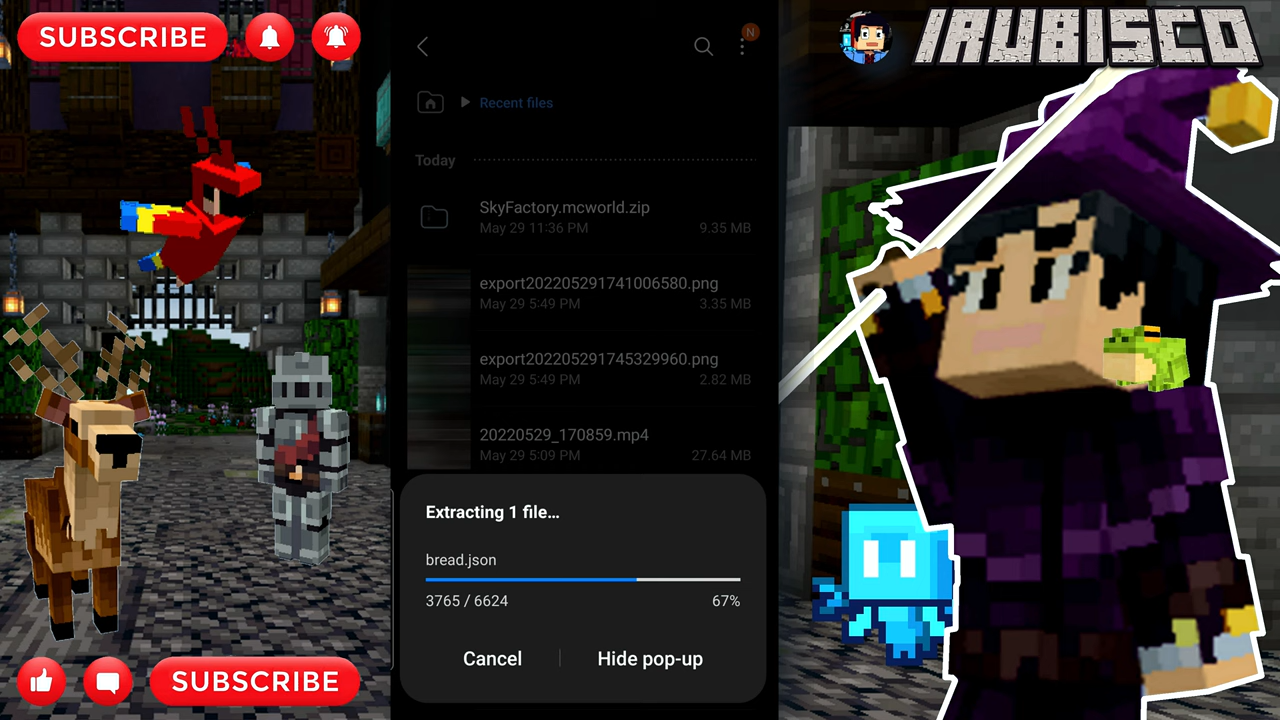 SUBSCRIBE
IRUBISCO
N
Recent files
Today
SkyFactory.mcworld.zip
May 29 11:36 PM 9.35 MB
export202205291741006580.png
May 29 5:49 PM 3.35 MB
export202205291745329960.png
May 29 5:49 PM 2.82 MB
20220529_170859.mp4
May 29 5:09 PM 27.64 MB
Extracting 1 file...
bread.json
3765 / 6624 67%
Cancel Hide pop-up
SUBSCRIBE